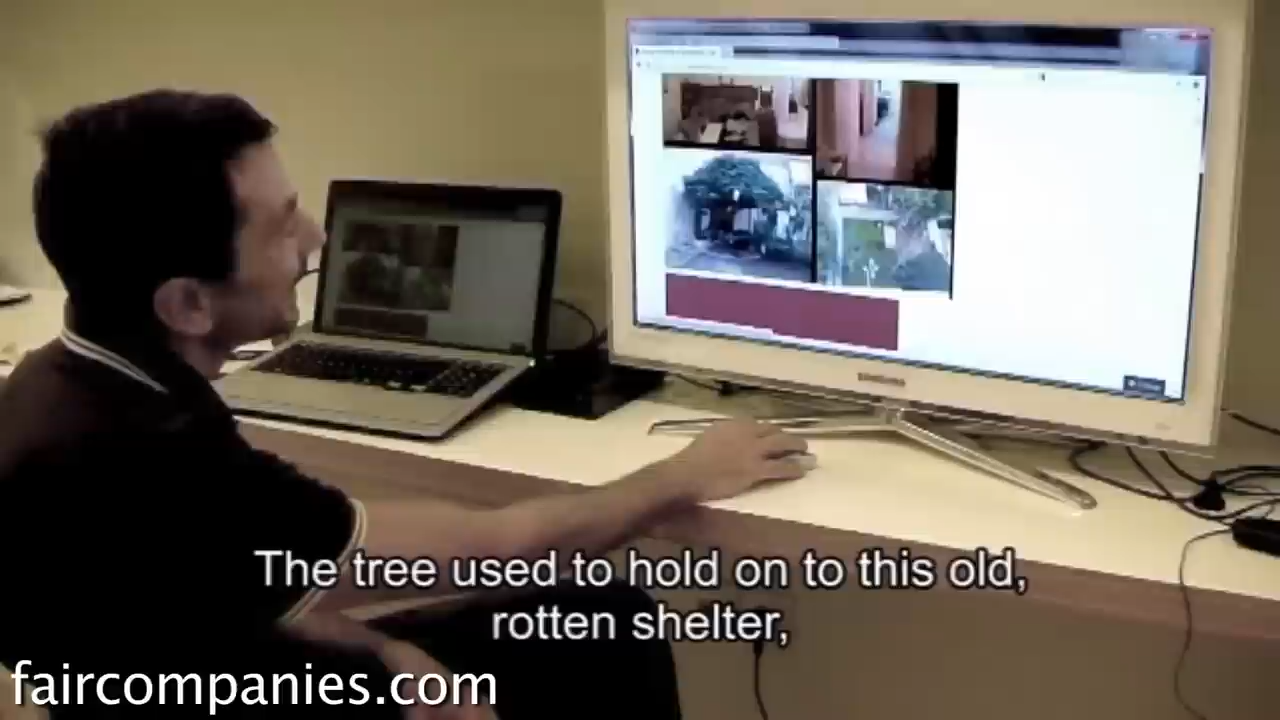 The tree used to hold on to this old,
rotten shelter,
faircompanies.com